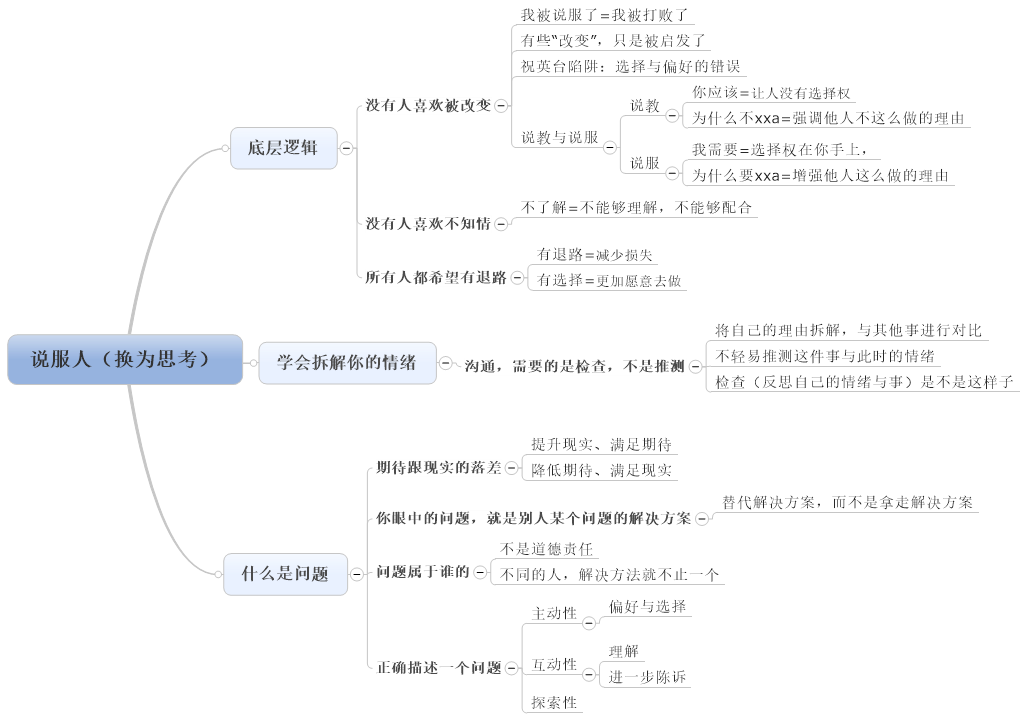 说服人（换为思考）
底层逻辑
没有人喜欢被改变
我被说服了=我被打败了
有些“改变”，只是被启发了
祝英台陷阱：选择与偏好的错误
说教与说服
说教
你应该=让人没有选择权
为什么不xxa=强调他人不这么做的理由
说服
我需要=选择权在你手上，
为什么要xxa=增强他人这么做的理由
没有人喜欢不知情
不了解=不能够理解，不能够配合
所有人都希望有退路
有退路=减少损失
有选择=更加愿意去做
学会拆解你的情绪
沟通，需要的是检查，不是推测
将自己的理由拆解，与其他事进行对比
不轻易推测这件事与此时的情绪
检查（反思自己的情绪与事）是不是这样子
什么是问题
期待跟现实的落差
提升现实、满足期待
降低期待、满足现实
你眼中的问题，就是别人某个问题的解决方案
替代解决方案，而不是拿走解决方案
问题属于谁的
不是道德责任
不同的人，解决方法就不止一个
正确描述一个问题
主动性
偏好与选择
互动性
理解
进一步陈诉
探索性